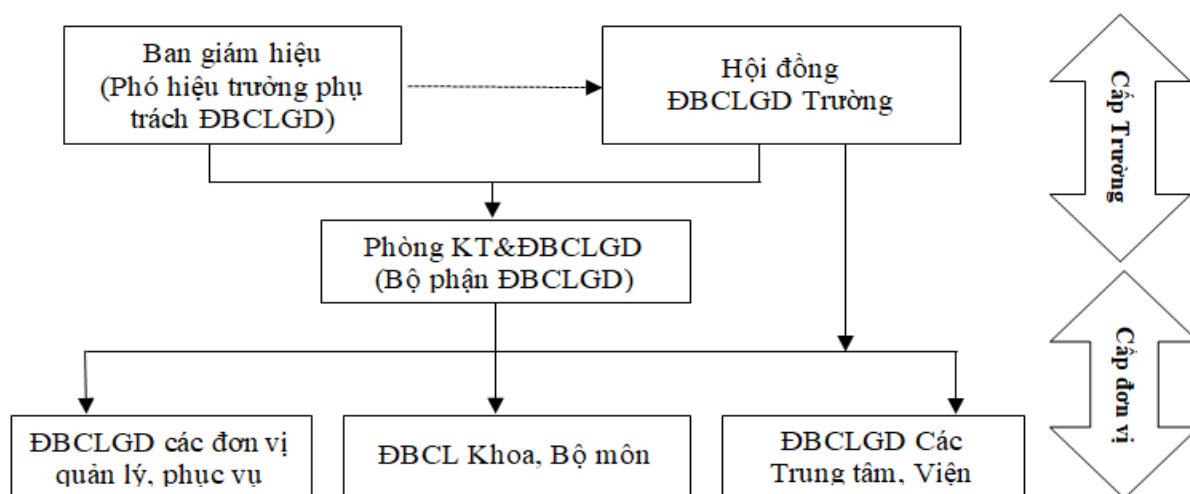 Ban giám hiệu
(Phó hiệu trưởng phụ
trách ĐBCLGD)
Hội đồng
ĐBCLGD Trường
Cấp Trường
Phòng KT&ĐBCLGD
(Bộ phận ĐBCLGD)
Cấp đơn vị
ĐBCLGD các đơn vị
quản lý, phục vụ
ĐBCL Khoa, Bộ môn
ĐBCLGD Các
Trung tâm, Viện